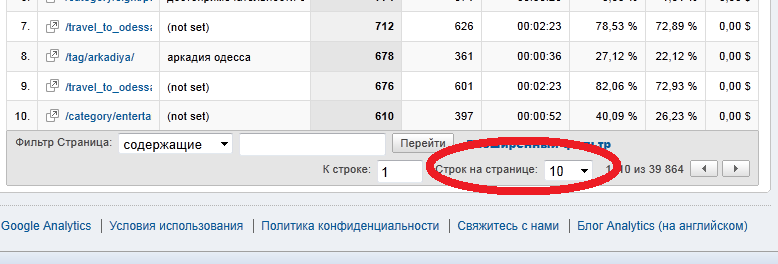 7. /travel_to_odessa (not set) 712 626 00:02:23 78,53 % 72,89 % 0,00 $
8. /tag/arkadiya/ аркадия одесса 678 361 00:00:36 27,12 % 22,12 % 0,00 $
9. /travel_to_odessa (not set) 676 601 00:02:23 82,06 % 72,93 % 0,00 $
10. /category/enterta (not set) 610 397 00:00:52 40,09 % 26,23 % 0,00 $
Фильтр Страница: содержащие Перейти
К строке: 1 Строк на странице: 10 из 39 864
Google Analytics Условия использования Политика конфиденциальности Свяжитесь с нами Блог Analytics (на английском)